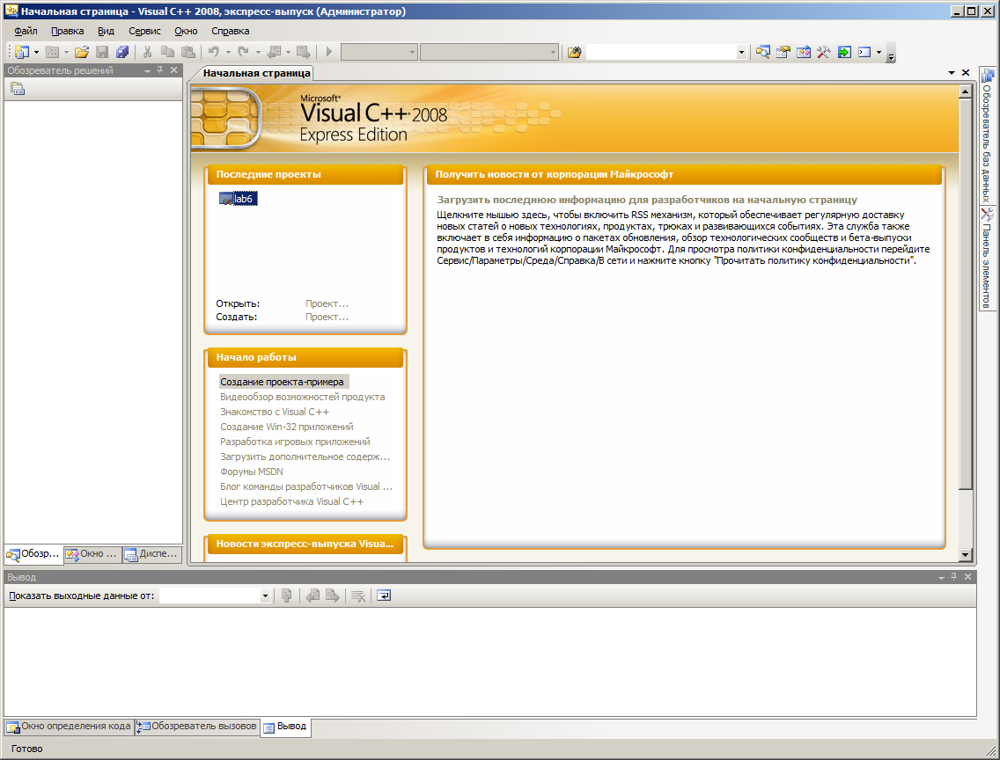 Начальная страница - Visual C++ 2008, экспресс-выпуск (Администратор)
Файл Правка Вид Сервис Окно Справка
Обозреватель решений
Начальная страница
Microsoft®
Visual C++ 2008
Express Edition
Последние проекты
lab6
Открыть: Проект...
Создать: Проект...
Начало работы
Создание проекта-примера
Видеообзор возможностей продукта
Знакомство с Visual C++
Создание Win-32 приложений
Разработка игровых приложений
Загрузить дополнительное содерж...
Форумы MSDN
Блог команды разработчиков Visual ...
Центр разработчика Visual C++
Новости экспресс-выпуска Visua...
Получить новости от корпорации Майкрософт
Загрузить последнюю информацию для разработчиков на начальную страницу
Щелкните мышью здесь, чтобы включить RSS механизм, который обеспечивает регулярную доставку
новых статей о новых технологиях, продуктах, трюках и развивающихся событиях. Эта служба также
включает в себя информацию о пакетах обновления, обзор технологических сообществ и бета-выпуски
продуктов и технологий корпорации Майкрософт. Для просмотра политики конфиденциальности перейдите
Сервис/Параметры/Среда/Справка/В сети и нажмите кнопку "Прочитать политику конфиденциальности".
Обозреватель баз данных
Панель элементов
Обозр... Окно ... Диспе...
Вывод
Показать выходные данные от:
Окно определения кода Обозреватель вызовов Вывод
Готово